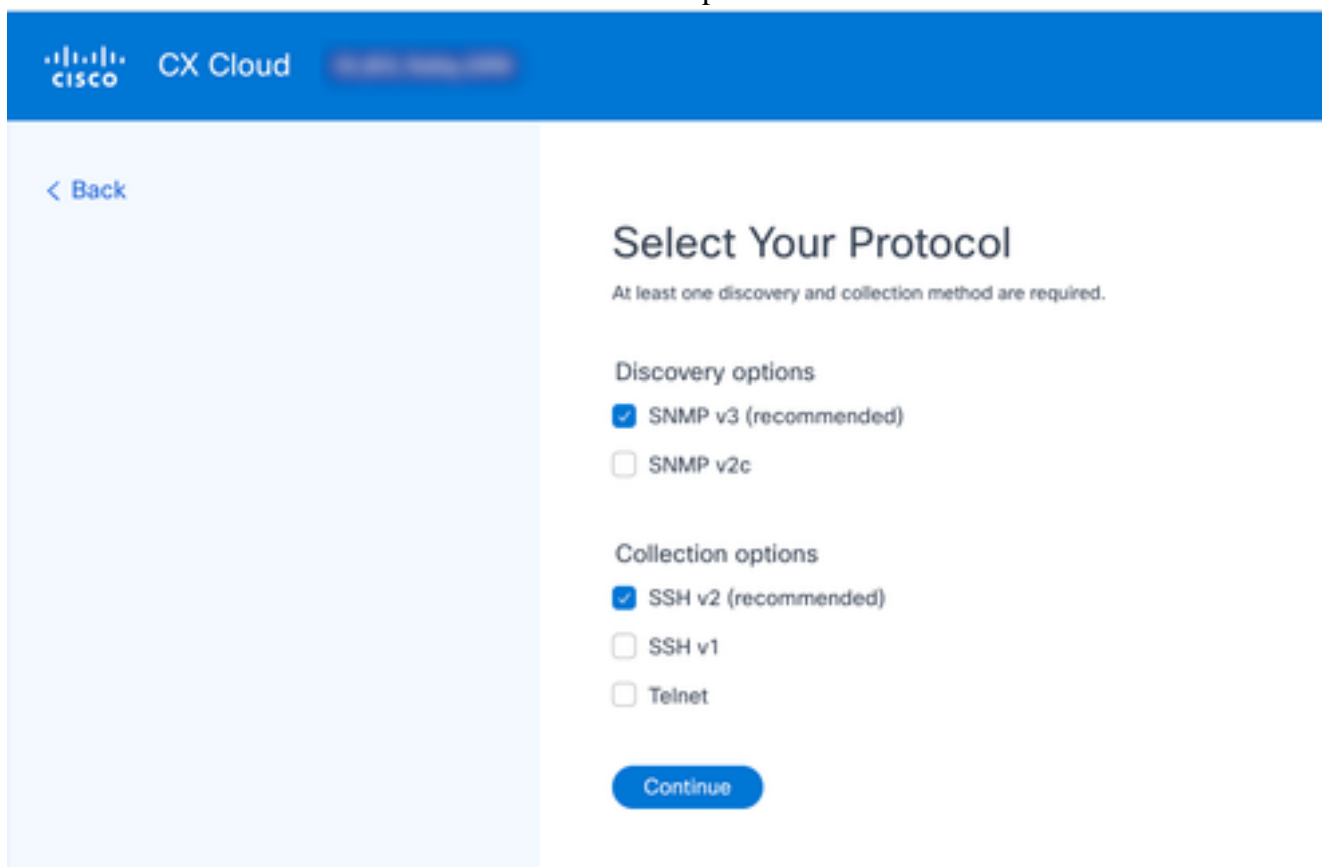 CISCO
CX Cloud
Back
Select Your Protocol
At least one discovery and collection method are required.
Discovery options
SNMP v3 (recommended)
SNMP v2c
Collection options
SSH v2 (recommended)
SSH v1
Telnet
Continue